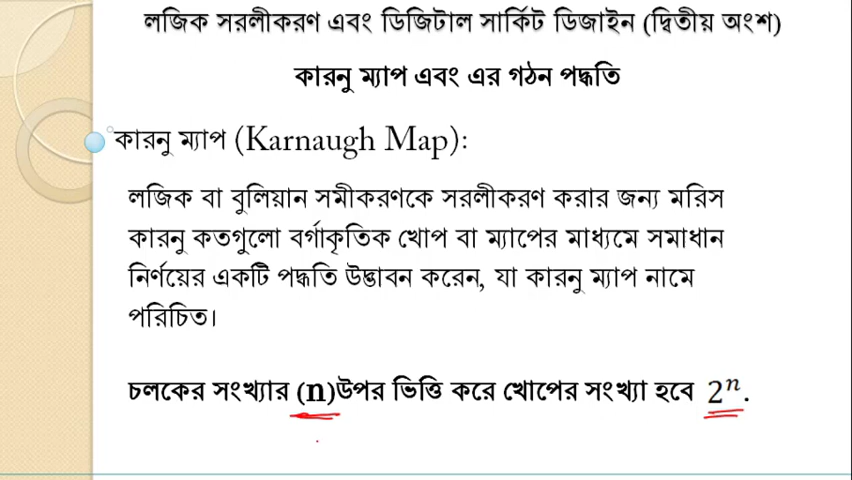 লজিক সরলীকরণ এবং ডিজিটাল সার্কিট ডিজাইন (দ্বিতীয় অংশ)
কারনু ম্যাপ এবং এর গঠন পদ্ধতি
কারনু ম্যাপ (Karnaugh Map):
লজিক বা বুলিয়ান সমীকরণকে সরলীকরণ করার জন্য মরিস
কারনু কতগুলো বর্গাকৃতিক খোপ বা ম্যাপের মাধ্যমে সমাধান
নির্ণয়ের একটি পদ্ধতি উদ্ভাবন করেন, যা কারনু ম্যাপ নামে
পরিচিত।
চলকের সংখ্যার (n)উপর ভিত্তি করে খোপের সংখ্যা হবে 2ⁿ.